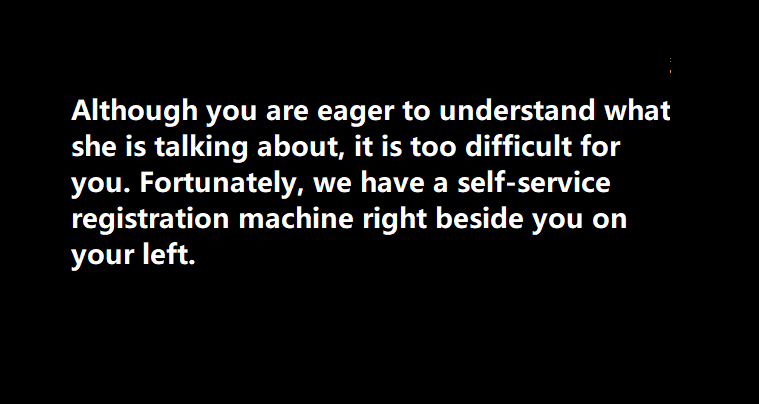 Although you are eager to understand what
she is talking about, it is too difficult for
you. Fortunately, we have a self-service
registration machine right beside you on
your left.